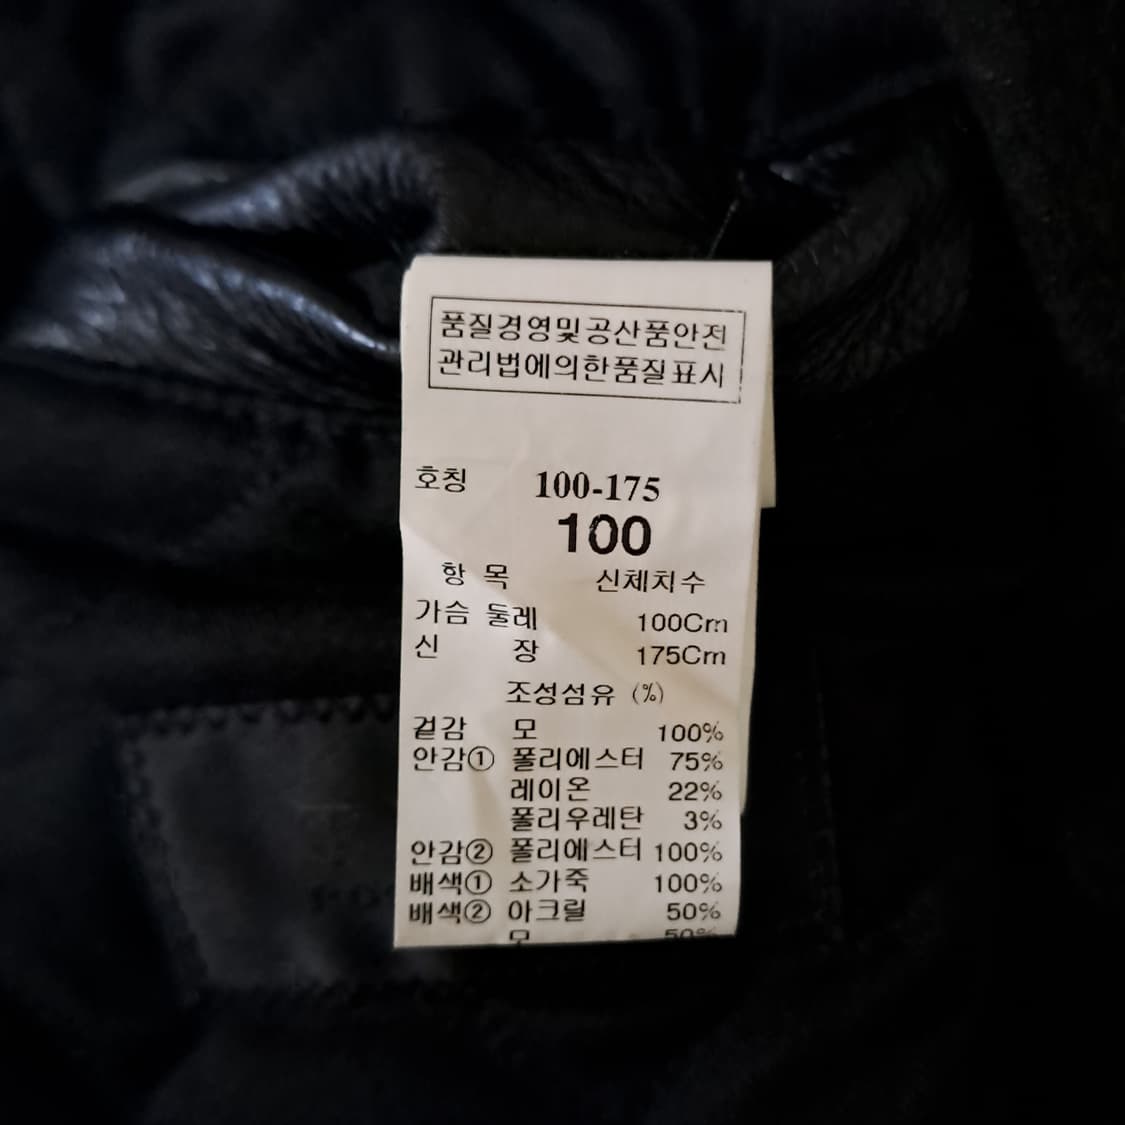 품질경영및공산품안전
관리법에의한품질표시
호칭 100-175
100
항 목 신체치수
가슴 둘레 100Cm
신 장 175Cm
조성섬유 (%)
겉감 모 100%
안감① 폴리에스터 75%
레이온 22%
폴리우레탄 3%
안감② 폴리에스터 100%
배색① 소가죽 100%
배색② 아크릴 50%
모 50%